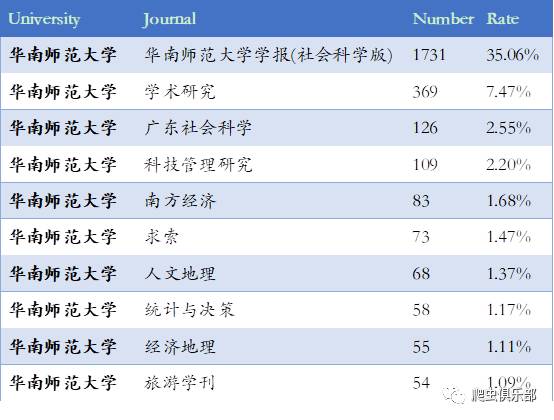 University Journal Number Rate
华南师范大学 华南师范大学学报(社会科学版) 1731 35.06%
华南师范大学 学术研究 369 7.47%
华南师范大学 广东社会科学 126 2.55%
华南师范大学 科技管理研究 109 2.20%
华南师范大学 南方经济 83 1.68%
华南师范大学 求索 73 1.47%
华南师范大学 人文地理 68 1.37%
华南师范大学 统计与决策 58 1.17%
华南师范大学 经济地理 55 1.11%
华南师范大学 旅游学刊 54 1.09%
爬虫俱乐部